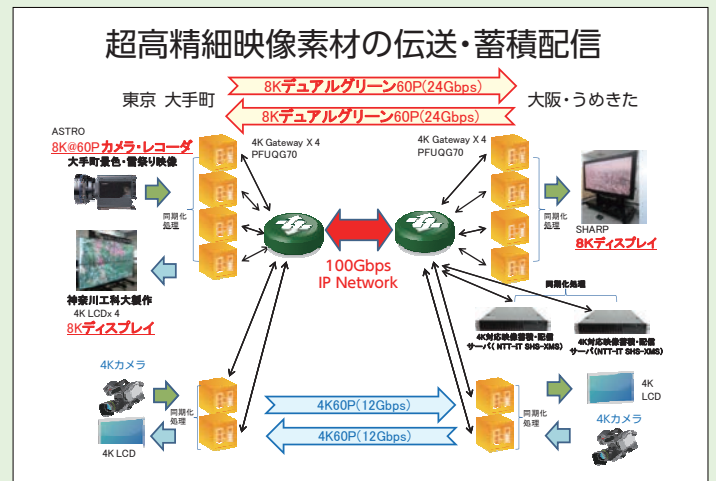 超高精細映像素材の伝送・蓄積配信
8Kデュアルグリーン60P(24Gbps)
東京 大手町
大阪・うめきた
8Kデュアルグリーン60P(24Gbps)
ASTRO
8K@60Pカメラ・レコーダ
大手町景色・雪祭り映像
4K Gateway X 4
PFUQG70
4K Gateway X 4
PFUQG70
同期化
処理
同期化
処理
SHARP
8Kディスプレイ
100Gbps
IP Network
神奈川工科大製作
4K LCDx 4
8Kディスプレイ
同期化処理
4K対応映像蓄積・配信
サーバ( NTT-IT SHS-XMS)
4K対応映像蓄積・配信
サーバ(NTT-IT SHS-XMS)
4Kカメラ
同期化
処理
4K LCD
4K60P(12Gbps)
4K60P(12Gbps)
同期化
処理
4K
LCD
4Kカメラ